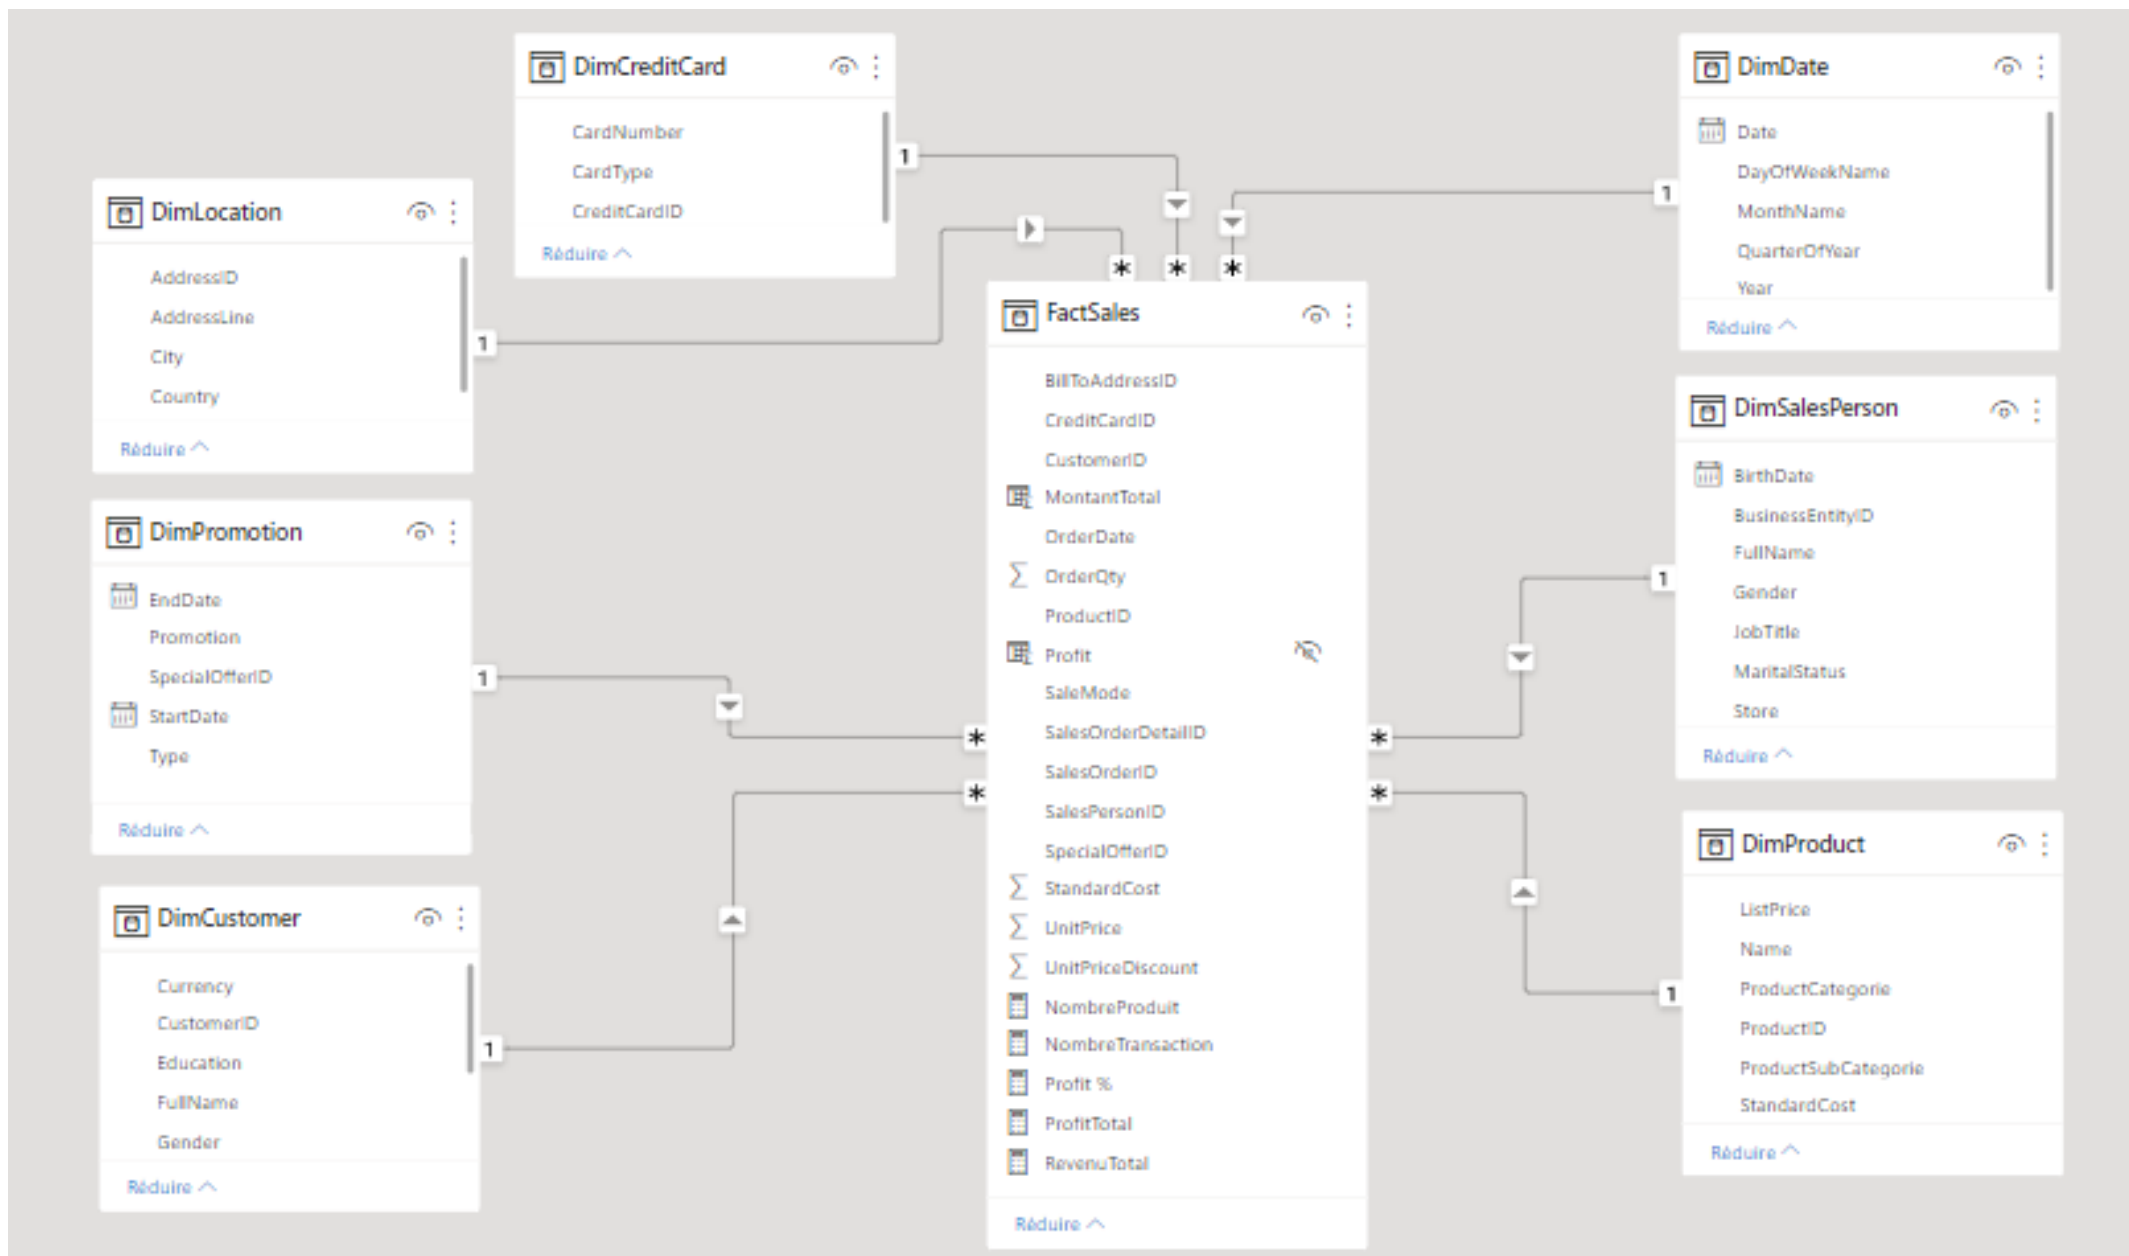 DimCreditCard
CardNumber
CardType
CreditCardID
Réduire
DimDate
Date
DayOfWeekName
MonthName
QuarterOfYear
Year
Réduire
DimLocation
AddressID
AddressLine
City
Country
Réduire
1
1
1
*
*
*
FactSales
BillToAddressID
CreditCardID
CustomerID
MontantTotal
OrderDate
OrderQty
ProductID
Profit
SaleMode
SalesOrderDetailID
SalesOrderID
SalesPersonID
SpecialOfferID
StandardCost
UnitPrice
UnitPriceDiscount
NombreProduit
NombreTransaction
Profit %
ProfitTotal
RevenuTotal
Réduire
DimSalesPerson
BirthDate
BusinessEntityID
FullName
Gender
JobTitle
MaritalStatus
Store
Réduire
DimPromotion
EndDate
Promotion
SpecialOfferID
StartDate
Type
Réduire
1
1
*
*
*
*
DimCustomer
Currency
CustomerID
Education
FullName
Gender
Réduire
1
1
DimProduct
ListPrice
Name
ProductCategorie
ProductID
ProductSubCategorie
StandardCost
Réduire